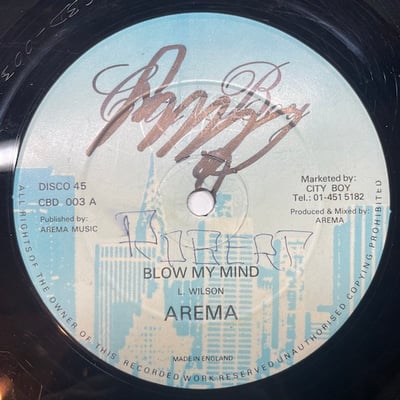 City Boy
DISCO 45
CBD 003 A
Published by:
AREMA MUSIC
Marketed by:
CITY BOY
Tel.: 01-451 5182
Produced & Mixed by:
AREMA
BLOW MY MIND
L. WILSON
AREMA
MADE IN ENGLAND
ALL RIGHTS OF THE OWNER OF THIS RECORDED WORK RESERVED UNAUTHORISED COPYING PROHIBITED